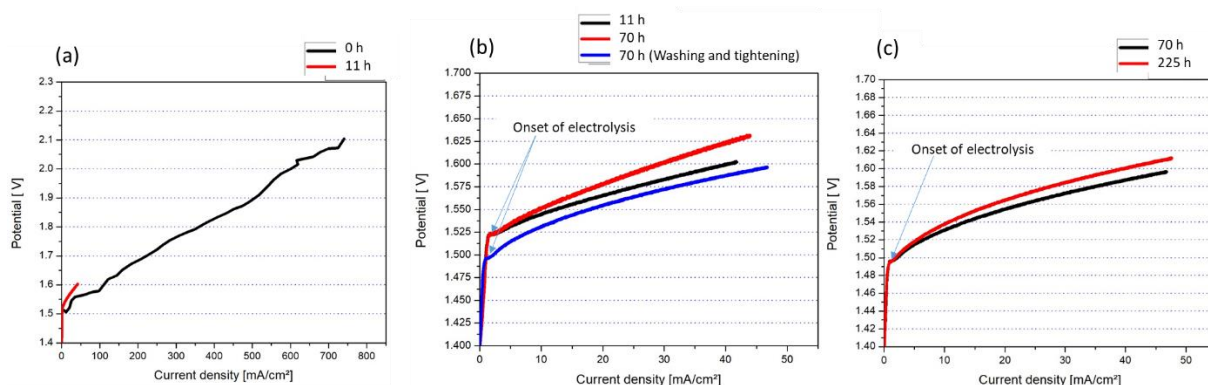 (a)
0 h
11 h
2.3
2.2
2.1
2.0
1.9
1.8
1.7
1.6
1.5
1.4
Potential [ V]
0 100 200 300 400 500 600 700 800
Current density [mA/cm²]
(b)
11 h
70 h
70 h (Washing and tightening)
1.700
1.675
1.650
1.625
1.600
1.575
1.550
1.525
1.500
1.475
1.450
1.425
1.400
Onset of electrolysis
Potential [ V]
0 10 20 30 40 50
Current density [mA/cm²]
(c)
70 h
225 h
1.70
1.68
1.66
1.64
1.62
1.60
1.58
1.56
1.54
1.52
1.50
1.48
1.46
1.44
1.42
1.40
Onset of electrolysis
Potential [ V]
0 10 20 30 40 50
Current density [mA/cm²]